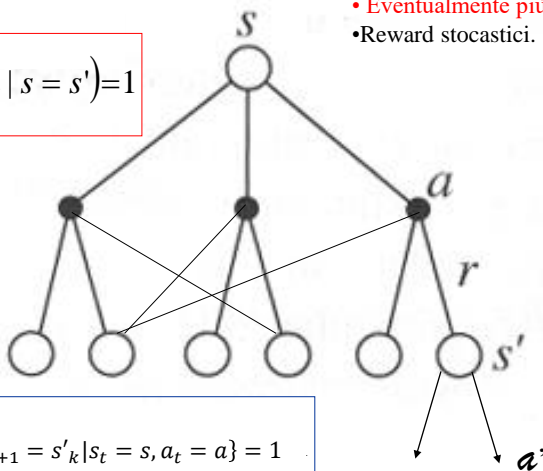 • Eventualmente più
•Reward stocastici.
s
| s = s')=1
a
r
s'
₊₁ = s'ₖ|sₜ = s, aₜ = a} = 1
a'